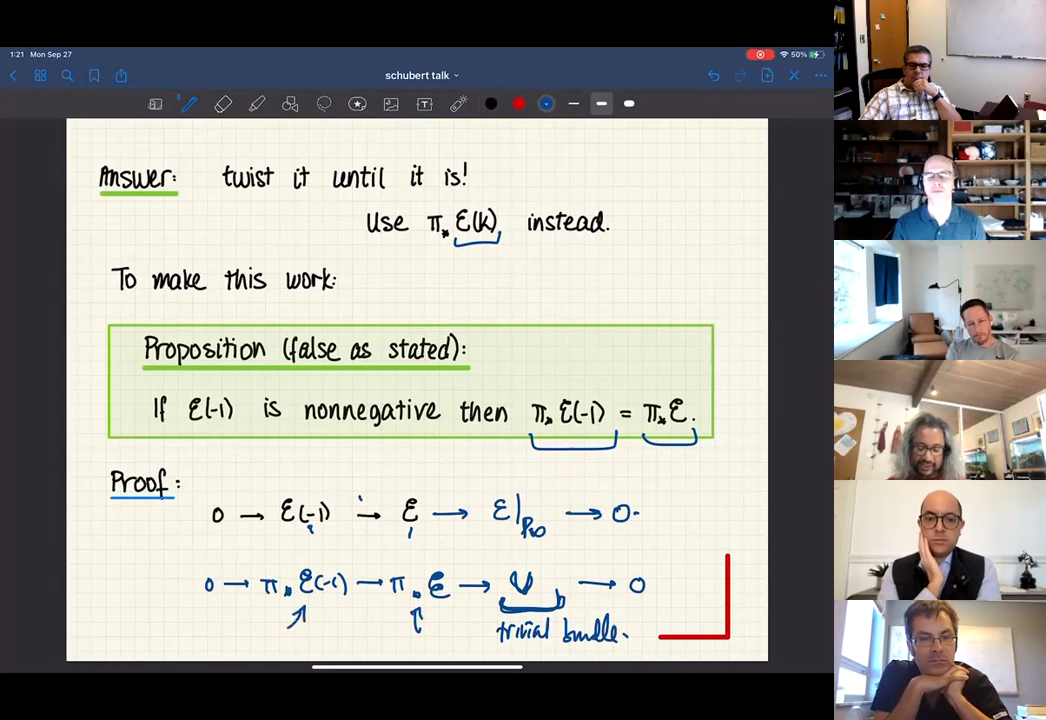 1:21 Mon Sep 27
50%
schubert talk
Answer: twist it until it is!
Use π* ℰ(k) instead.
To make this work:
Proposition (false as stated):
If ℰ(-1) is nonnegative then π* ℰ(-1) = π* ℰ.
Proof:
0 → ℰ(-1) → ℰ → ℰ|P∞ → 0.
0 → π* ℰ(-1) → π* ℰ → V → 0
trivial bundle.